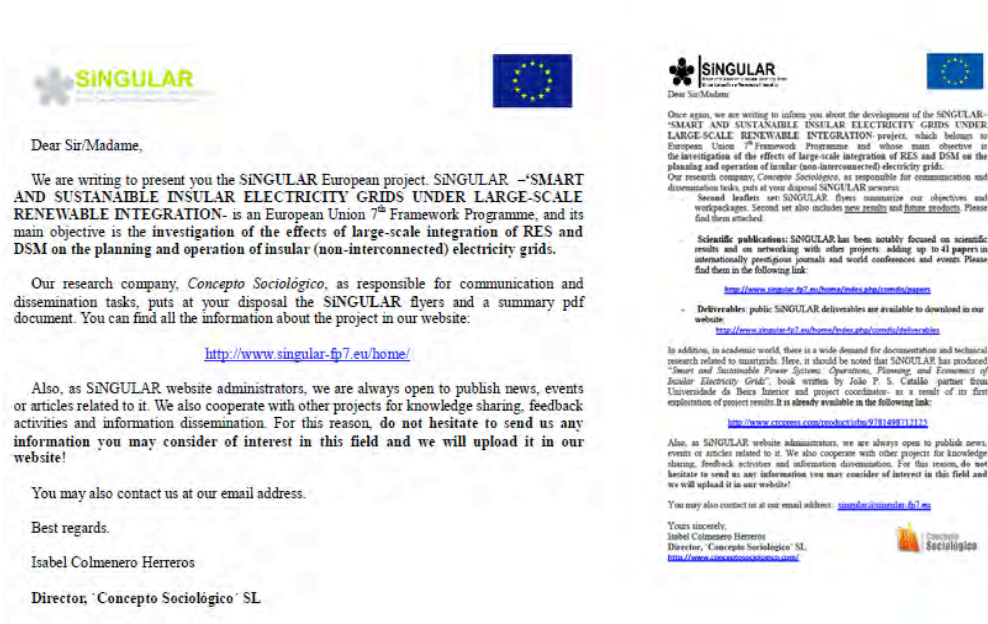 SiNGULAR
Dear Sir/Madame,
We are writing to present you the SiNGULAR European project. SiNGULAR –‘SMART
AND SUSTANAIBLE INSULAR ELECTRICITY GRIDS UNDER LARGE-SCALE
RENEWABLE INTEGRATION- is an European Union 7th Framework Programme, and its
main objective is the investigation of the effects of large-scale integration of RES and
DSM on the planning and operation of insular (non-interconnected) electricity grids.
Our research company, Concepto Sociológico, as responsible for communication and
dissemination tasks, puts at your disposal the SiNGULAR flyers and a summary pdf
document. You can find all the information about the project in our website:
http://www.singular-fp7.eu/home/
Also, as SiNGULAR website administrators, we are always open to publish news, events
or articles related to it. We also cooperate with other projects for knowledge sharing, feedback
activities and information dissemination. For this reason, do not hesitate to send us any
information you may consider of interest in this field and we will upload it in our
website!
You may also contact us at our email address.
Best regards.
Isabel Colmenero Herreros
Director, `Concepto Sociológico´ SL
SiNGULAR
Dear Sir/Madame
Once again, we are writing to inform you about the development of the SINGULAR–
“SMART AND SUSTANAIBLE INSULAR ELECTRICITY GRIDS UNDER
LARGE-SCALE RENEWABLE INTEGRATION- project, which belongs to
European Union 7th Framework Programme and whose main objective is
the investigation of the effects of large-scale integration of RES and DSM on the
planning and operation of insular (non-interconnected) electricity grids.
Our research company, Concepto Sociológico, as responsible for communication and
dissemination tasks, puts at your disposal SiNGULAR newness:
- Second leaflets set: SiNGULAR flyers summarize our objectives and
workpackages. Second set also includes new results and future products. Please
find them attached.
- Scientific publications: SiNGULAR has been notably focused on scientific
results and on networking with other projects: adding up to 41 papers in
internationally prestigious journals and world conferences and events. Please
find them in the following link:
http://www.singular-fp7.eu/home/index.php/comdis/papers
- Deliverables: public SiNGULAR deliverables are available to download in our
website:
http://www.singular-fp7.eu/home/index.php/comdis/deliverables
In addition, in academic world, there is a wide demand for documentation and technical
research related to smartgrids. Here, it should be noted that SiNGULAR has produced
“Smart and Sustainable Power Systems: Operations, Planning, and Economics of
Insular Electricity Grids”, book written by João P. S. Catalão -partner from
Universidade da Beira Interior and project coordinator- as a result of its first
exploitation of project results. It is already available in the following link:
http://www.crcpress.com/product/isbn/9781498712125
Also, as SiNGULAR website administrators, we are always open to publish news,
events or articles related to it. We also cooperate with other projects for knowledge
sharing, feedback activities and information dissemination. For this reason, do not
hesitate to send us any information you may consider of interest in this field and
we will upload it in our website!
You may also contact us at our email address: singular@singular-fp7.eu
Yours sincerely,
Isabel Colmenero Herreros
Director, `Concepto Sociológico´ SL
http://www.conceptosociologico.com/
Concepto
Sociológico